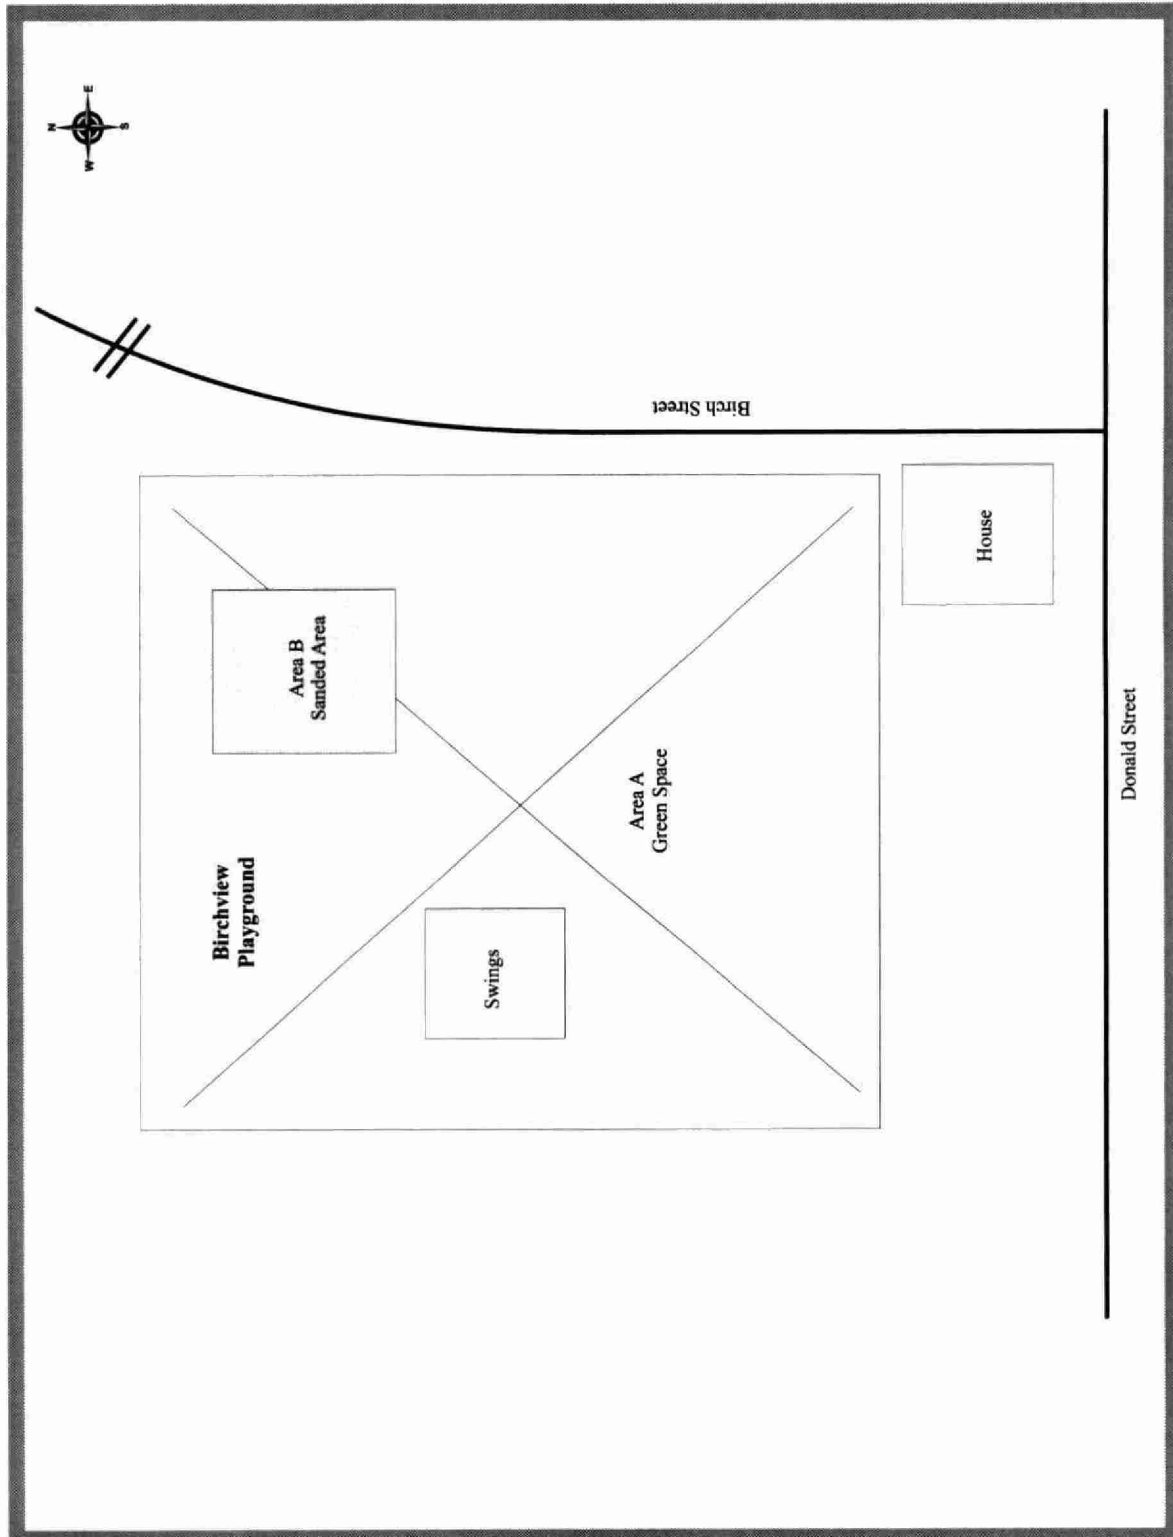 N
W
E
S
Birch Street
Birchview
Playground
Area B
Sanded Area
Swings
Area A
Green Space
House
Donald Street